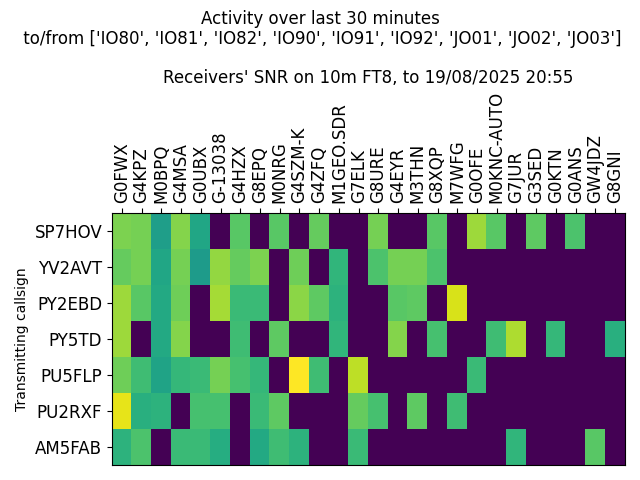 Activity over last 30 minutes
to/from ['IO80', 'IO81', 'IO82', 'IO90', 'IO91', 'IO92', 'JO01', 'JO02', 'JO03']
Receivers' SNR on 10m FT8, to 19/08/2025 20:55
G0FWX
G4KPZ
M0BPQ
G4MSA
G0UBX
G-13038
G4HZX
G8EPQ
M0NRG
G4SZM-K
G4ZFQ
M1GEO.SDR
G7ELK
G8URE
G4EYR
M3THN
G8XQP
M7WFG
G0OFE
M0KNC-AUTO
G7JUR
G3SED
G0KTN
G0ANS
GW4JDZ
G8GNI
Transmitting callsign
SP7HOV
YV2AVT
PY2EBD
PY5TD
PU5FLP
PU2RXF
AM5FAB